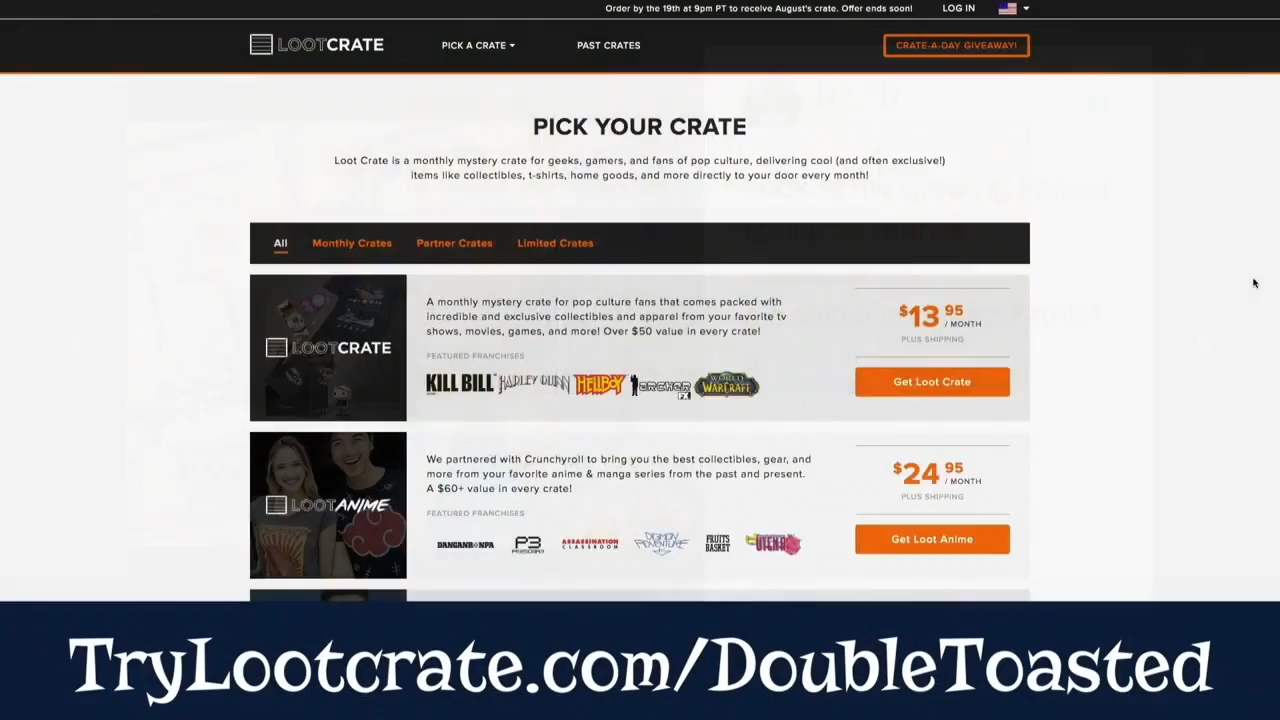 Order by the 19th at 9pm PT to receive August's crate. Offer ends soon!
LOG IN
LOOTCRATE
PICK A CRATE
PAST CRATES
CRATE-A-DAY GIVEAWAY!
PICK YOUR CRATE
Loot Crate is a monthly mystery crate for geeks, gamers, and fans of pop culture, delivering cool (and often exclusive!)
items like collectibles, t-shirts, home goods, and more directly to your door every month!
All
Monthly Crates
Partner Crates
Limited Crates
LOOTCRATE
A monthly mystery crate for pop culture fans that comes packed with
incredible and exclusive collectibles and apparel from your favorite tv
shows, movies, games, and more! Over $50 value in every crate!
FEATURED FRANCHISES
KILL BILL HARLEY QUINN HELLBOY ARCHER FX WORLD WARCRAFT
$13 95
/ MONTH
PLUS SHIPPING
Get Loot Crate
LOOTANIME
We partnered with Crunchyroll to bring you the best collectibles, gear, and
more from your favorite anime & manga series from the past and present.
A $60+ value in every crate!
FEATURED FRANCHISES
DANGANRONPA P3 PERSONA ASSASSINATION CLASSROOM DIGIMON ADVENTURE FRUITS BASKET UTENA
$24 95
/ MONTH
PLUS SHIPPING
Get Loot Anime
TryLootcrate.com/DoubleToasted